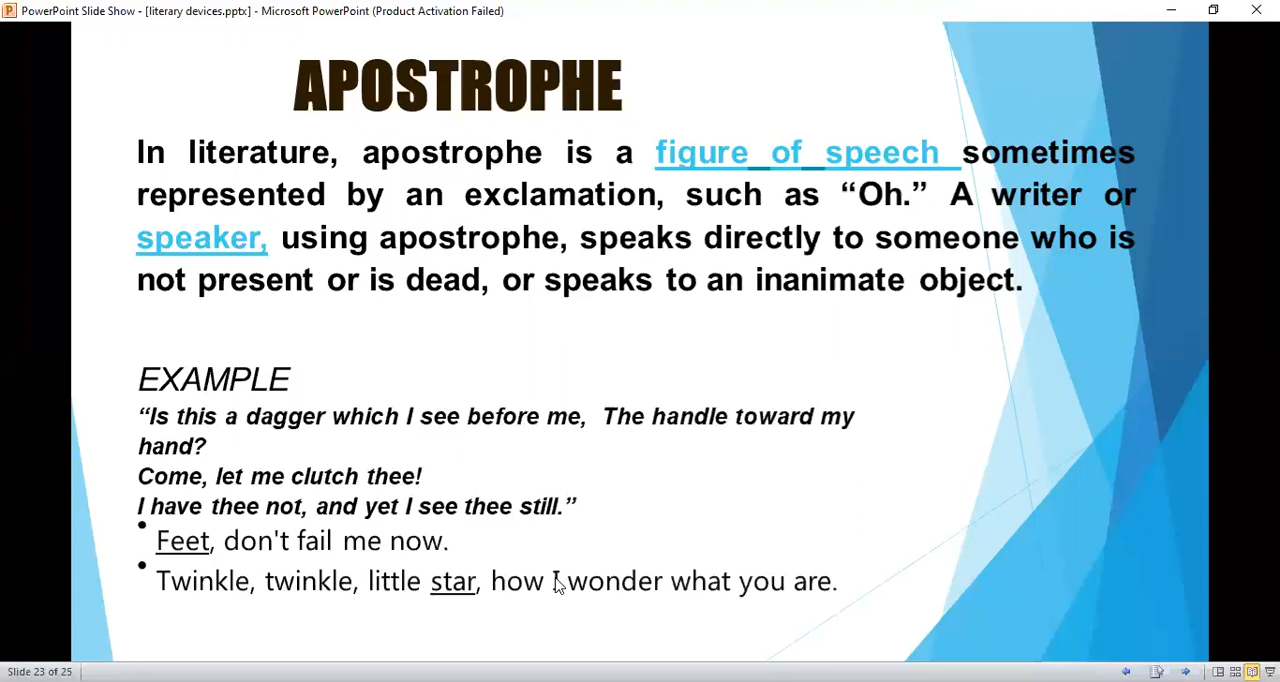 PowerPoint Slide Show - [literary devices.pptx] - Microsoft PowerPoint (Product Activation Failed)
APOSTROPHE
In literature, apostrophe is a figure of speech sometimes
represented by an exclamation, such as “Oh.” A writer or
speaker, using apostrophe, speaks directly to someone who is
not present or is dead, or speaks to an inanimate object.
EXAMPLE
“Is this a dagger which I see before me, The handle toward my
hand?
Come, let me clutch thee!
I have thee not, and yet I see thee still.”
• Feet, don't fail me now.
• Twinkle, twinkle, little star, how I wonder what you are.
Slide 23 of 25